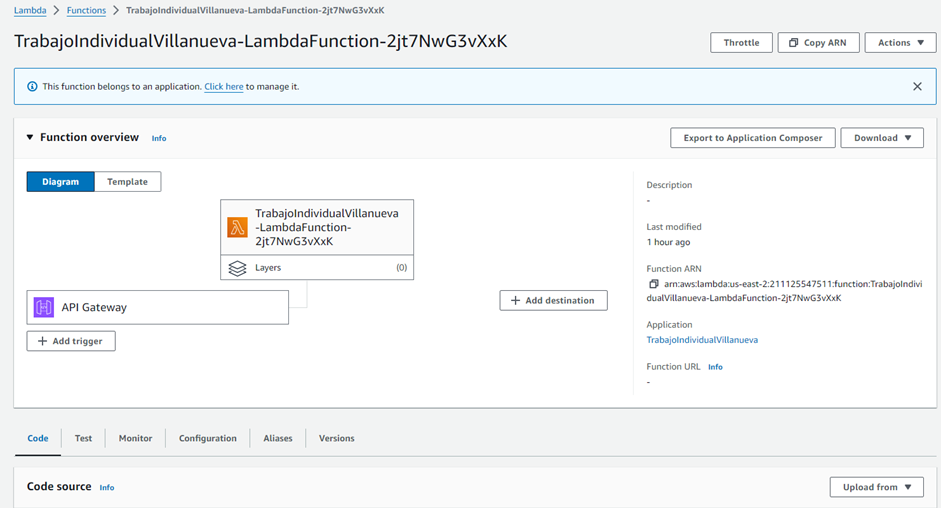 Lambda > Functions > TrabajoIndividualVillanueva-LambdaFunction-2jt7NwG3vXxK
TrabajoIndividualVillanueva-LambdaFunction-2jt7NwG3vXxK
Throttle
Copy ARN
Actions
This function belongs to an application. Click here to manage it.
Function overview Info
Export to Application Composer
Download
Diagram
Template
TrabajoIndividualVillanueva
-LambdaFunction-
2jt7NwG3vXxK
Layers (0)
API Gateway
+ Add trigger
+ Add destination
Description
-
Last modified
1 hour ago
Function ARN
arn:aws:lambda:us-east-2:211125547511:function:TrabajoIndivi
dualVillanueva-LambdaFunction-2jt7NwG3vXxK
Application
TrabajoIndividualVillanueva
Function URL Info
-
Code
Test
Monitor
Configuration
Aliases
Versions
Code source Info
Upload from